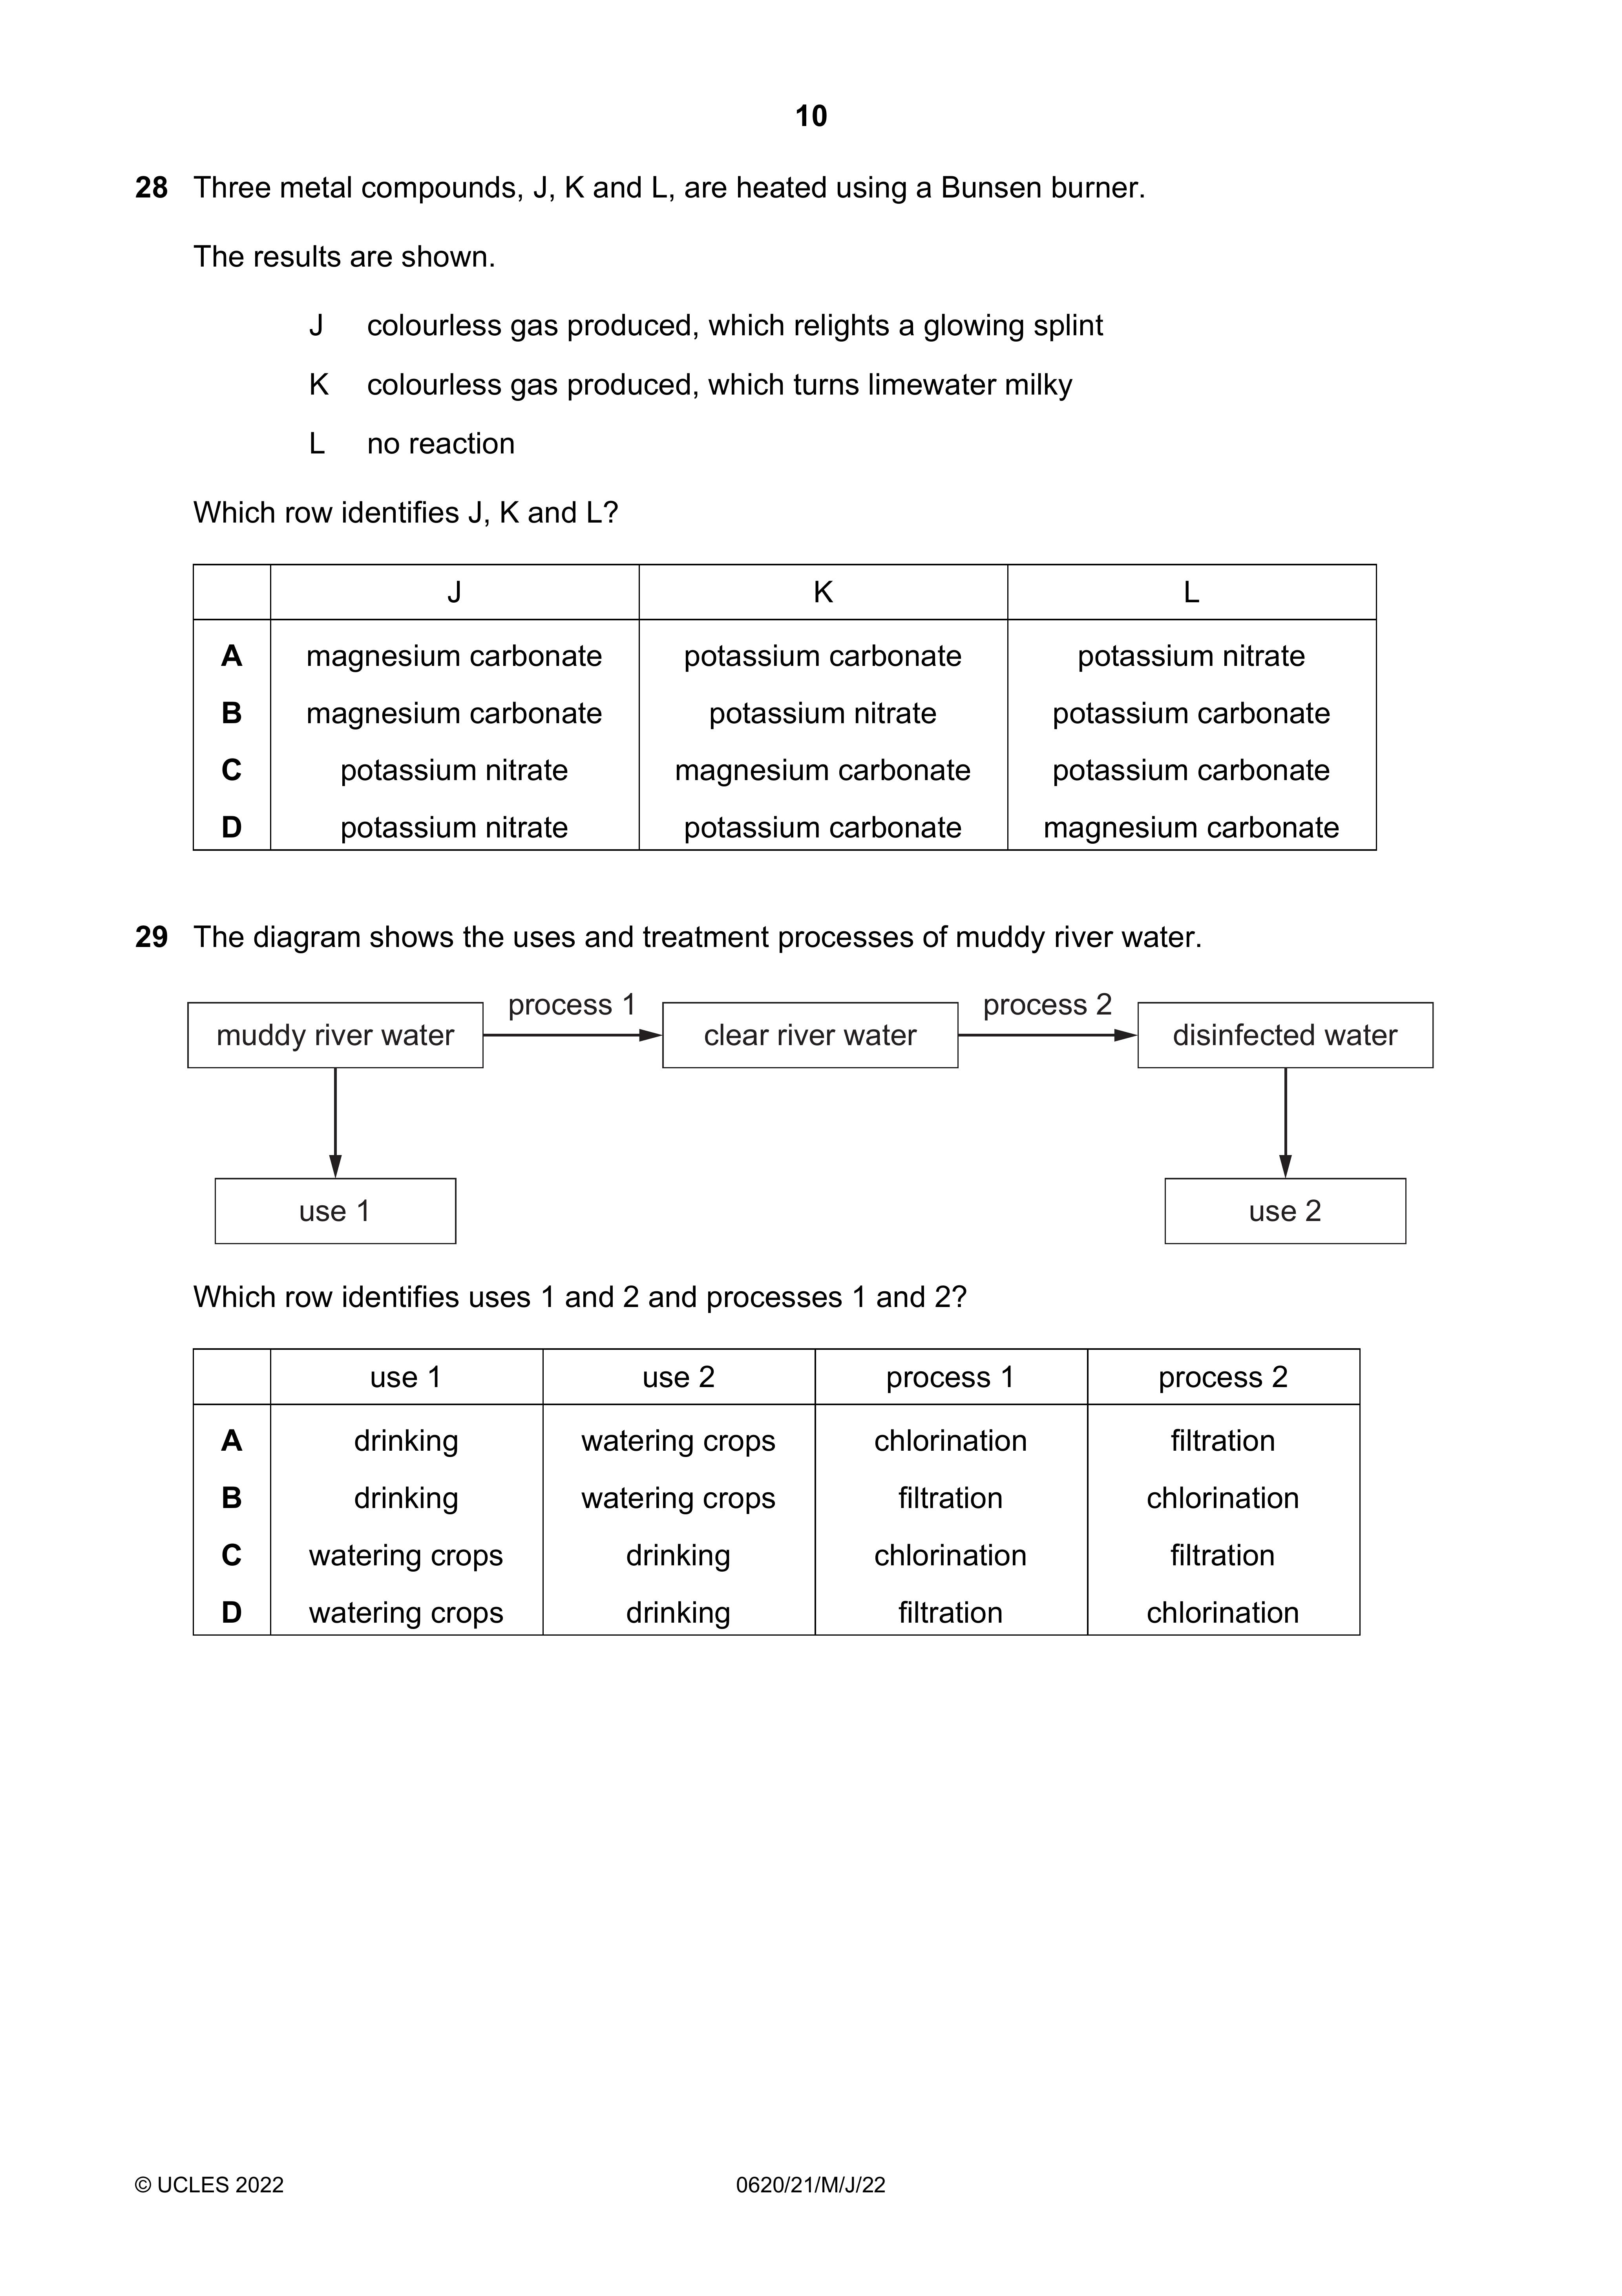 10
28 Three metal compounds, J, K and L, are heated using a Bunsen burner.
The results are shown.
J colourless gas produced, which relights a glowing splint
K colourless gas produced, which turns limewater milky
L no reaction
Which row identifies J, K and L?
J K L
A magnesium carbonate potassium carbonate potassium nitrate
B magnesium carbonate potassium nitrate potassium carbonate
C potassium nitrate magnesium carbonate potassium carbonate
D potassium nitrate potassium carbonate magnesium carbonate
29 The diagram shows the uses and treatment processes of muddy river water.
process 1 process 2
muddy river water clear river water disinfected water
use 1 use 2
Which row identifies uses 1 and 2 and processes 1 and 2?
use 1 use 2 process 1 process 2
A drinking watering crops chlorination filtration
B drinking watering crops filtration chlorination
C watering crops drinking chlorination filtration
D watering crops drinking filtration chlorination
© UCLES 2022 0620/21/M/J/22